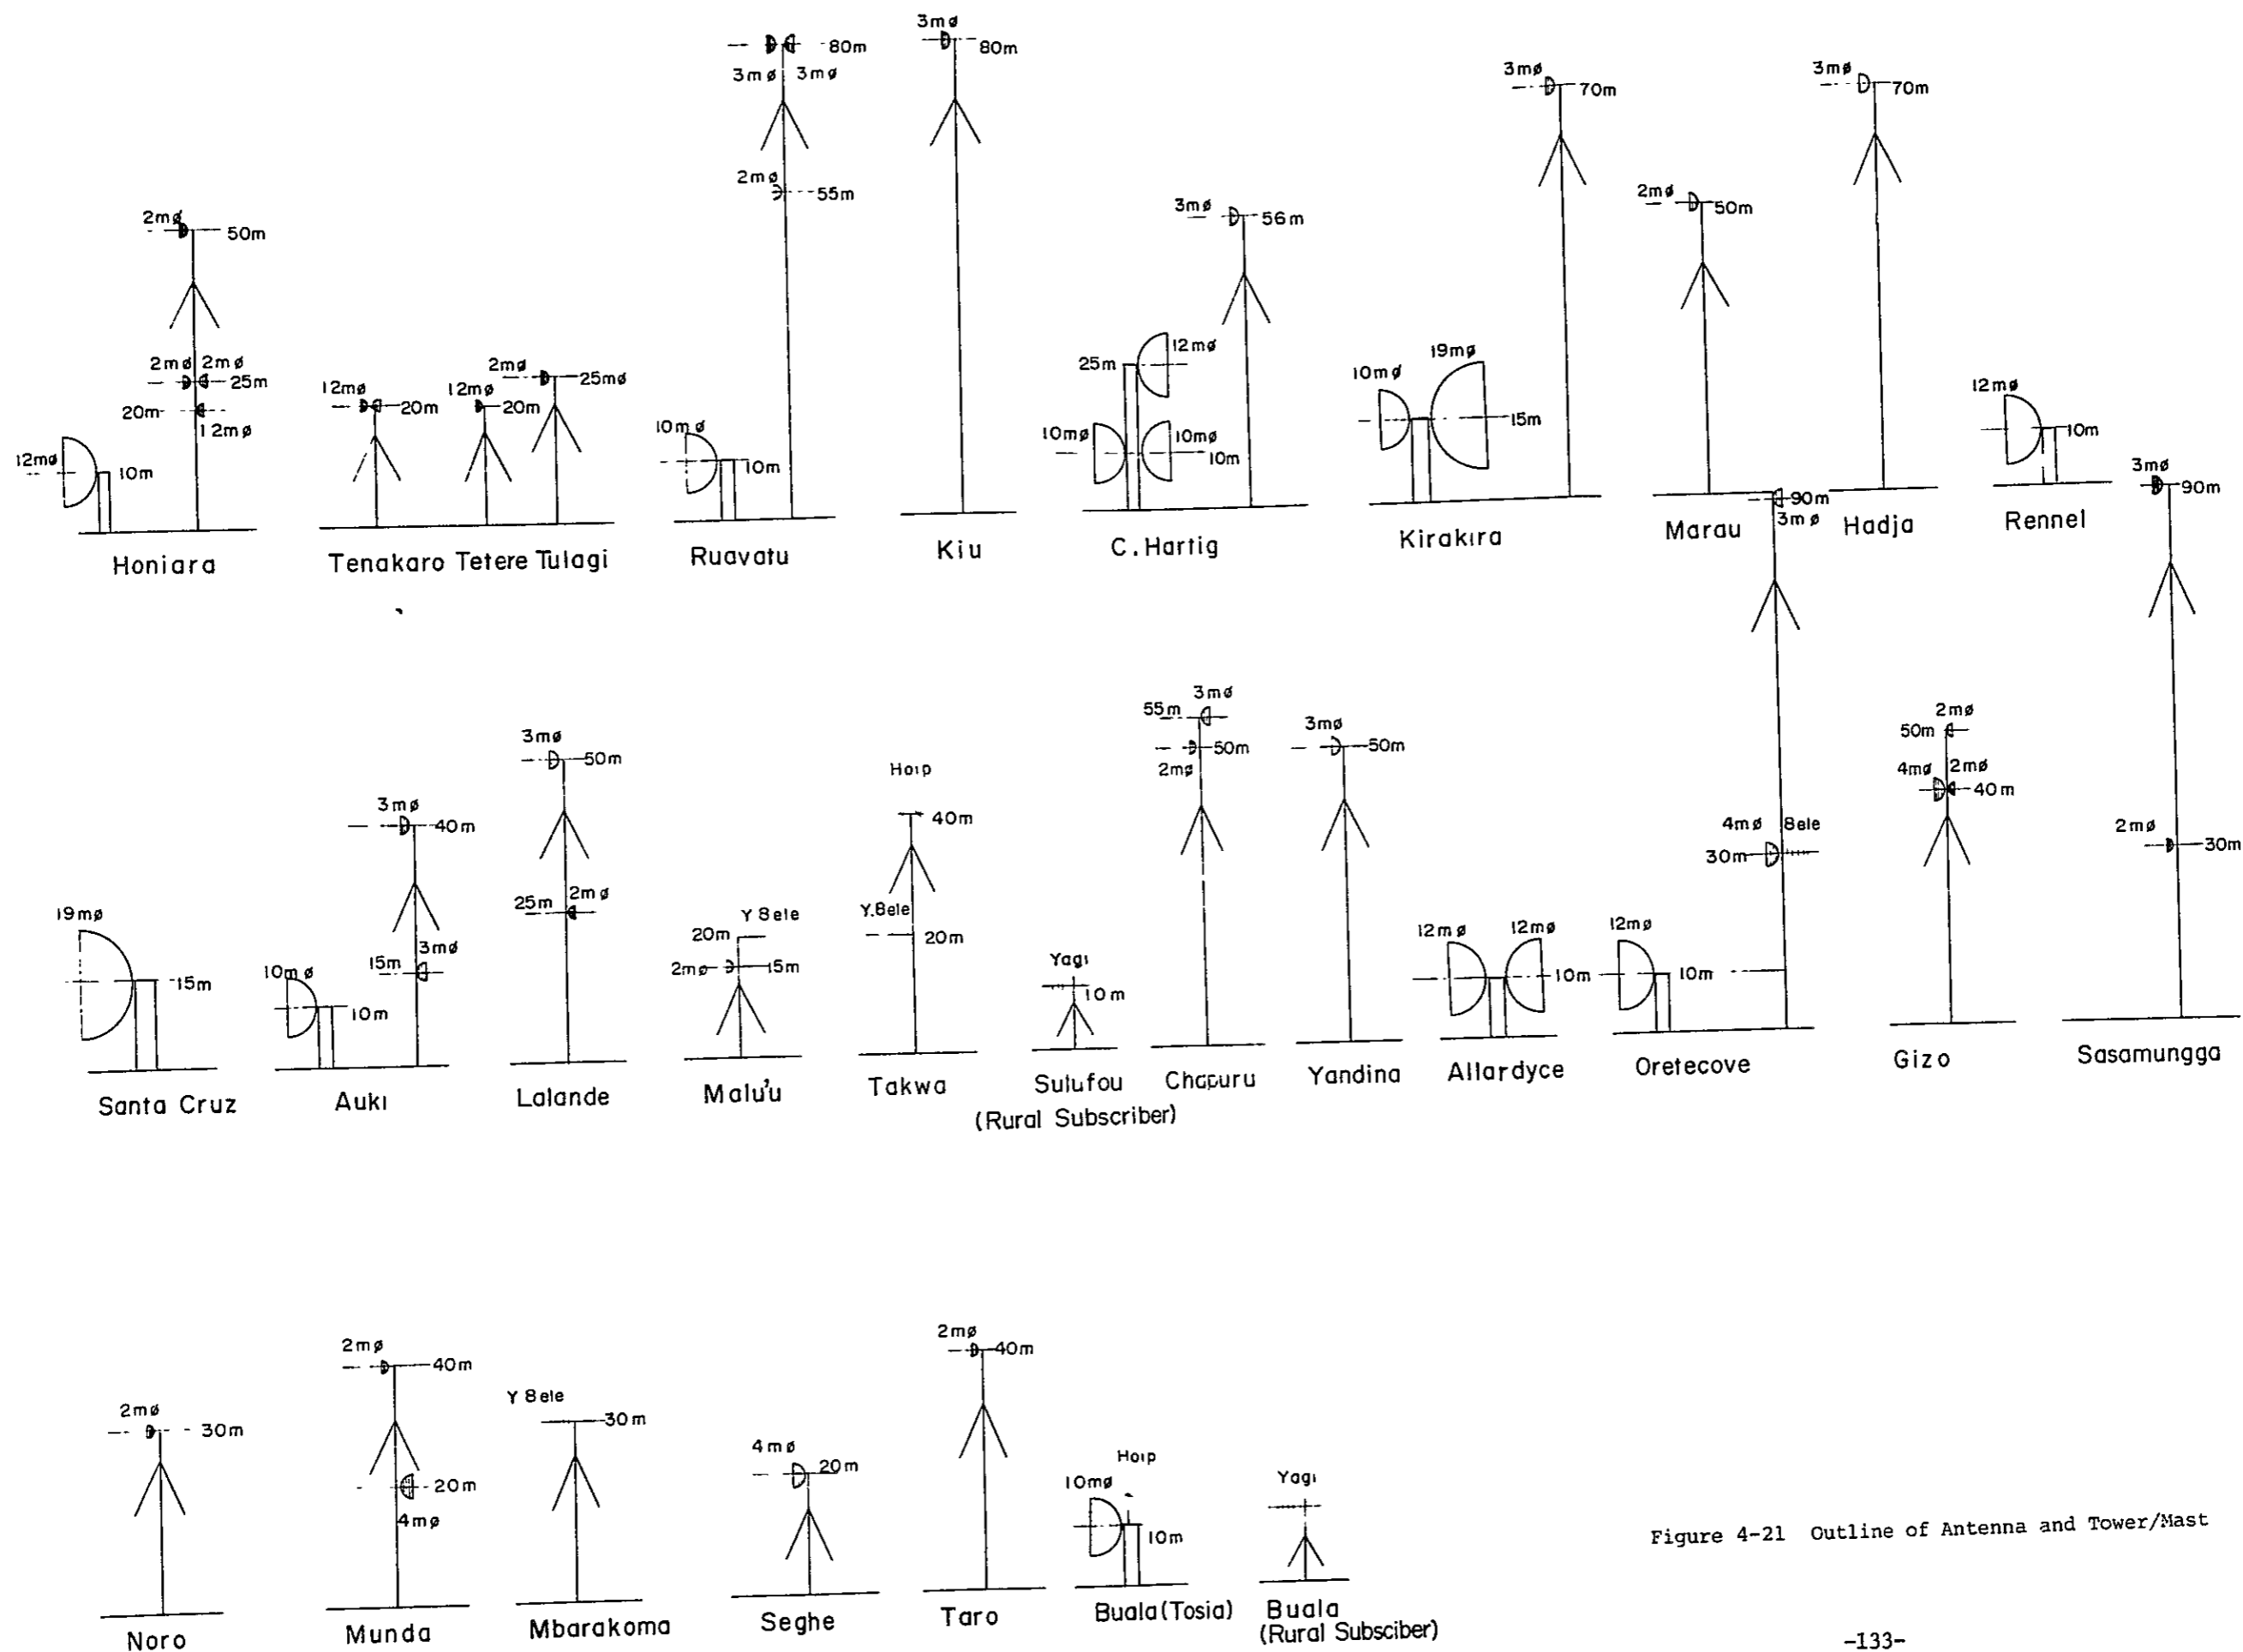 2mø
50m
2mø 2mø
25m
20m
12mø
12mø
10m
Honiara
12mø
20m
Tenakaro
12mø
20m
Tetere
2mø
25mø
Tulagi
80m
3mø 3mø
2mø
55m
10mø
10m
Ruavatu
3mø
80m
Kiu
3mø
56m
25m
12mø
10mø
10mø
10m
C.Hartig
3mø
70m
10mø
19mø
15m
Kirakira
2mø
50m
Marau
3mø
70m
Hadja
12mø
10m
Rennel
19mø
15m
Santa Cruz
3mø
40m
15m
3mø
10mø
10m
Auki
3mø
50m
25m
2mø
Lalande
Y 8ele
20m
2mø
15m
Malu'u
Hoip
40m
Y.8ele
20m
Takwa
Yagi
10m
Sulufou
(Rural Subscriber)
3mø
55m
50m
2mø
Chapuru
3mø
50m
Yandina
12mø
12mø
10m
Allardyce
90m
3mø
4mø 8ele
30m
12mø
10m
Oretecove
2mø
50m
4mø
2mø
40m
Gizo
3mø
90m
2mø
30m
Sasamungga
2mø
30m
Noro
2mø
40m
20m
4mø
Munda
Y 8ele
30m
Mbarakoma
4mø
20m
Seghe
2mø
40m
Taro
Hoip
10mø
10m
Buala(Tosia)
Yagi
Buala
(Rural Subsciber)
Figure 4-21 Outline of Antenna and Tower/Mast
-133-